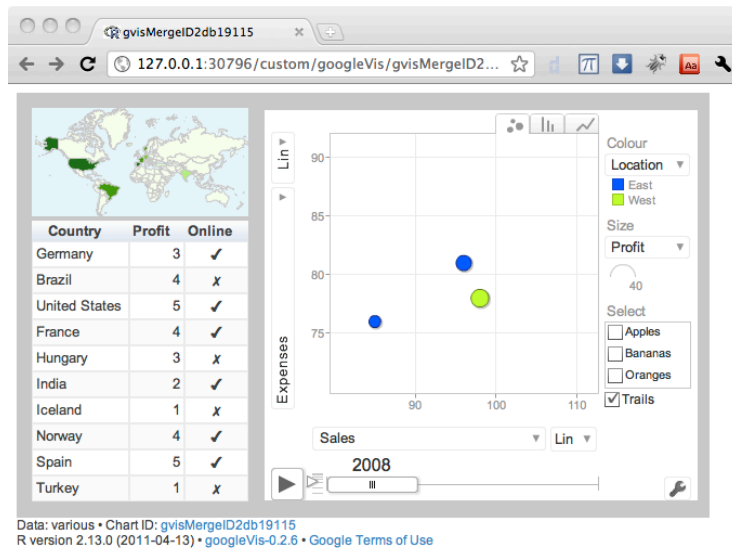 gvisMergeID2db19115
127.0.0.1:30796/custom/googleVis/gvisMergeID2...
π
Aa
Country Profit Online
Germany 3 ✓
Brazil 4 ✗
United States 5 ✓
France 4 ✓
Hungary 3 ✗
India 2 ✓
Iceland 1 ✗
Norway 4 ✓
Spain 5 ✓
Turkey 1 ✗
Lin
Expenses
90
85
80
75
90 100 110
Sales Lin
2008
Colour
Location
East
West
Size
Profit
40
Select
Apples
Bananas
Oranges
Trails
Data: various • Chart ID: gvisMergeID2db19115
R version 2.13.0 (2011-04-13) • googleVis-0.2.6 • Google Terms of Use